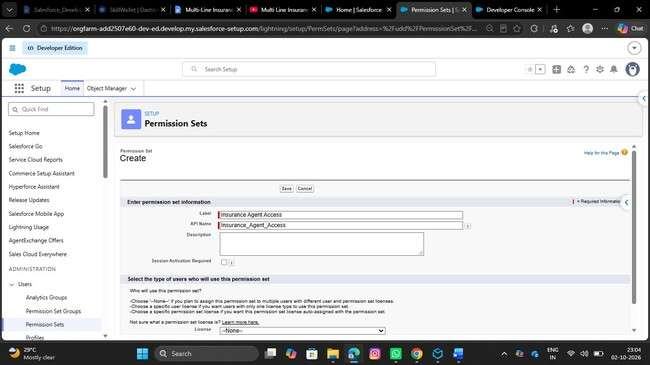 Salesforce_Devel
SkillWallet | Dashb
Multi-Line Insuran
Multi Line Insuran
Home | Salesforce
Permission Sets | S
Developer Console
https://orgfarm-add2507e60-dev-ed.develop.my.salesforce-setup.com/lightning/setup/PermSets/page?address=%2Fudd%2FPermissionSet%2F...
Chat
Developer Edition
Search Setup
Setup
Home
Object Manager
Quick Find
Setup Home
Salesforce Go
Service Cloud Reports
Commerce Setup Assistant
Hyperforce Assistant
Release Updates
Salesforce Mobile App
Lightning Usage
AgentExchange Offers
Sales Cloud Everywhere
ADMINISTRATION
Users
Analytics Groups
Permission Set Groups
Permission Sets
Profiles
SETUP
Permission Sets
Permission Set
Create
Help for this Page
Save Cancel
Enter permission set information
= Required Information
Label Insurance Agent Access
API Name Insurance_Agent_Access
Description
Session Activation Required
Select the type of users who will use this permission set
Who will use this permission set?
-Choose '--None--' if you plan to assign this permission set to multiple users with different user and permission set licenses.
-Choose a specific user license if you want users with only one license type to use this permission set.
-Choose a specific permission set license if you want this permission set license auto-assigned with the permission set.
Not sure what a permission set license is? Learn more here.
License --None--
29°C
Mostly clear
Search
ENG
IN
23:04
02-10-2026